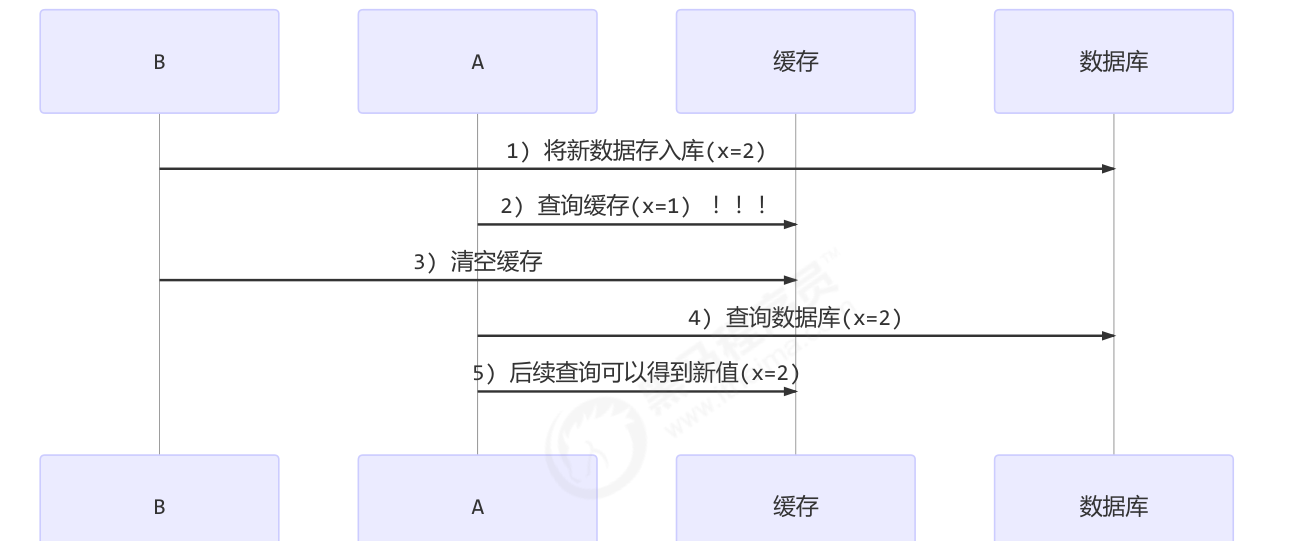 B
A
缓存
数据库
1) 将新数据存入库(x=2)
2) 查询缓存(x=1) ！！！
3) 清空缓存
4) 查询数据库(x=2)
5) 后续查询可以得到新值(x=2)
B
A
缓存
数据库